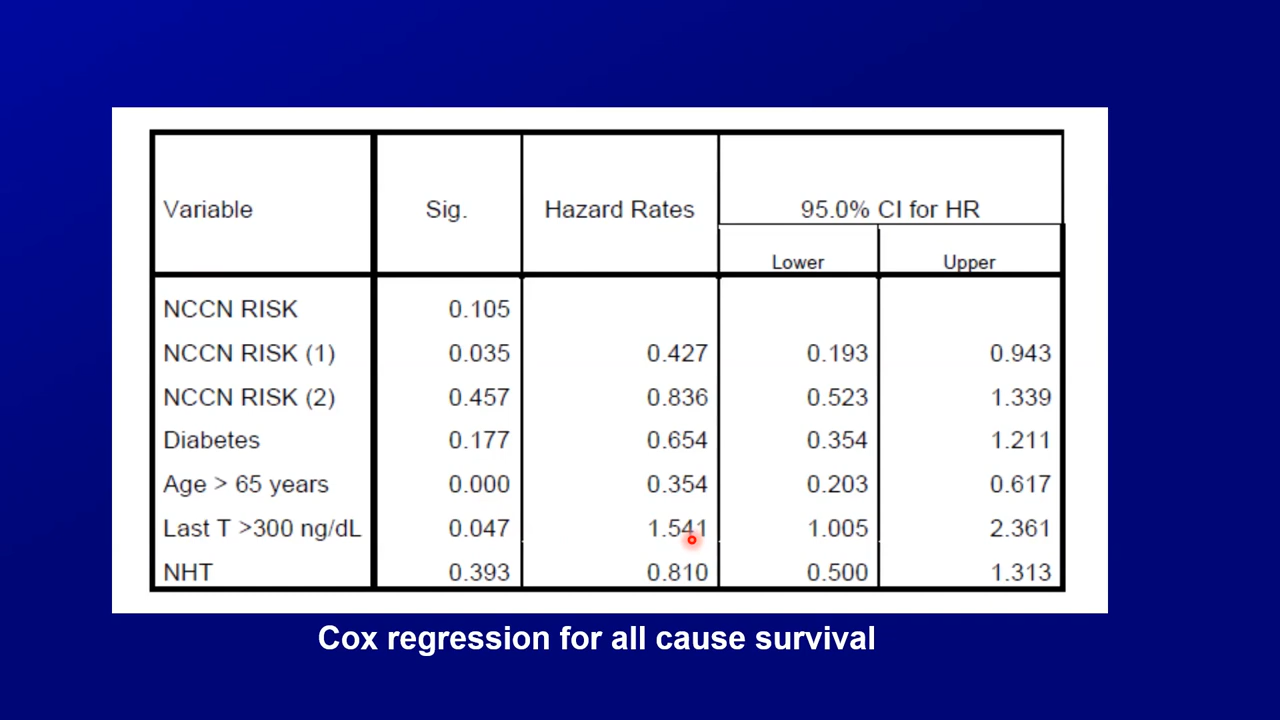 Variable Sig. Hazard Rates 95.0% CI for HR
Lower Upper
NCCN RISK 0.105
NCCN RISK (1) 0.035 0.427 0.193 0.943
NCCN RISK (2) 0.457 0.836 0.523 1.339
Diabetes 0.177 0.654 0.354 1.211
Age > 65 years 0.000 0.354 0.203 0.617
Last T >300 ng/dL 0.047 1.541 1.005 2.361
NHT 0.393 0.810 0.500 1.313
Cox regression for all cause survival